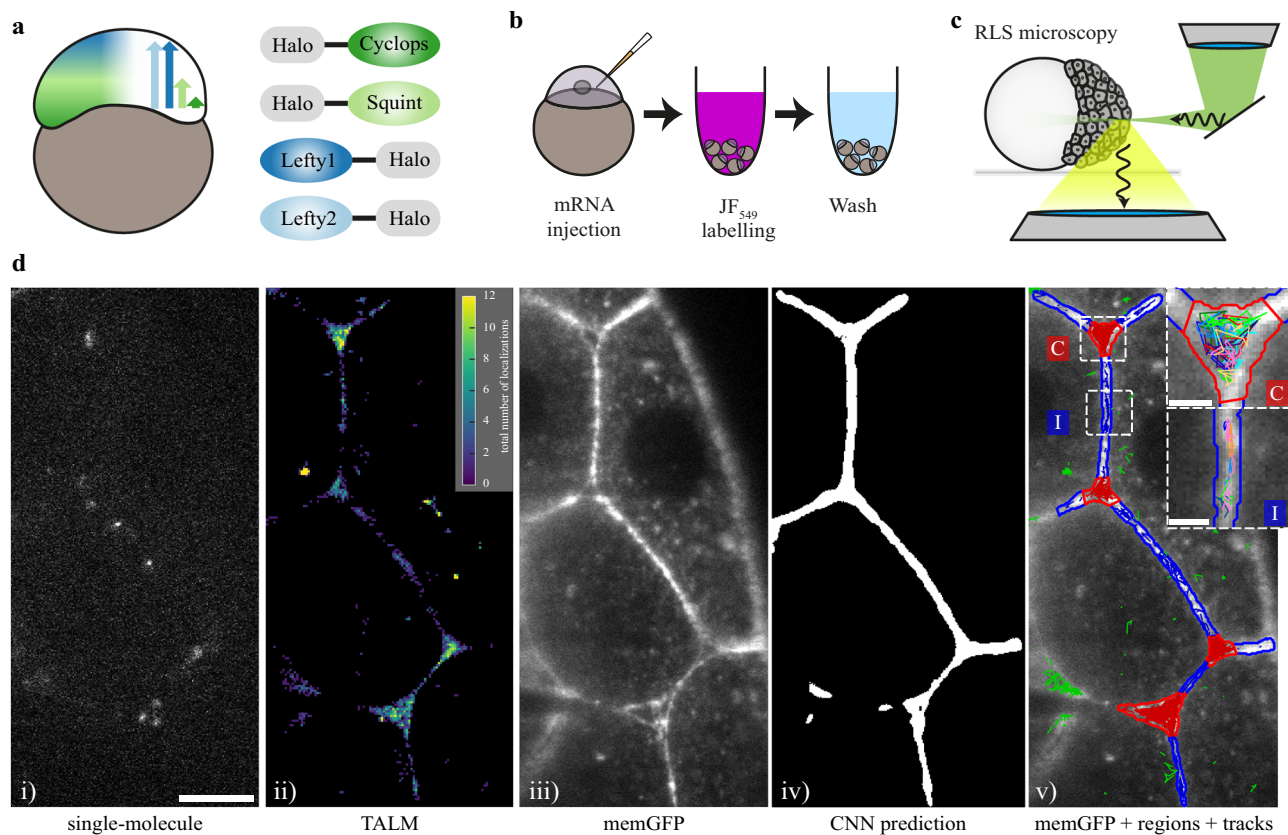 a
Halo
Cyclops
Halo
Squint
Lefty1
Halo
Lefty2
Halo
b
mRNA
injection
JF549
labelling
Wash
c
RLS microscopy
d
i)
single-molecule
12
10
8
6
4
2
0
total number of localizations
ii)
TALM
iii)
memGFP
iv)
CNN prediction
C
I
C
I
v)
memGFP + regions + tracks